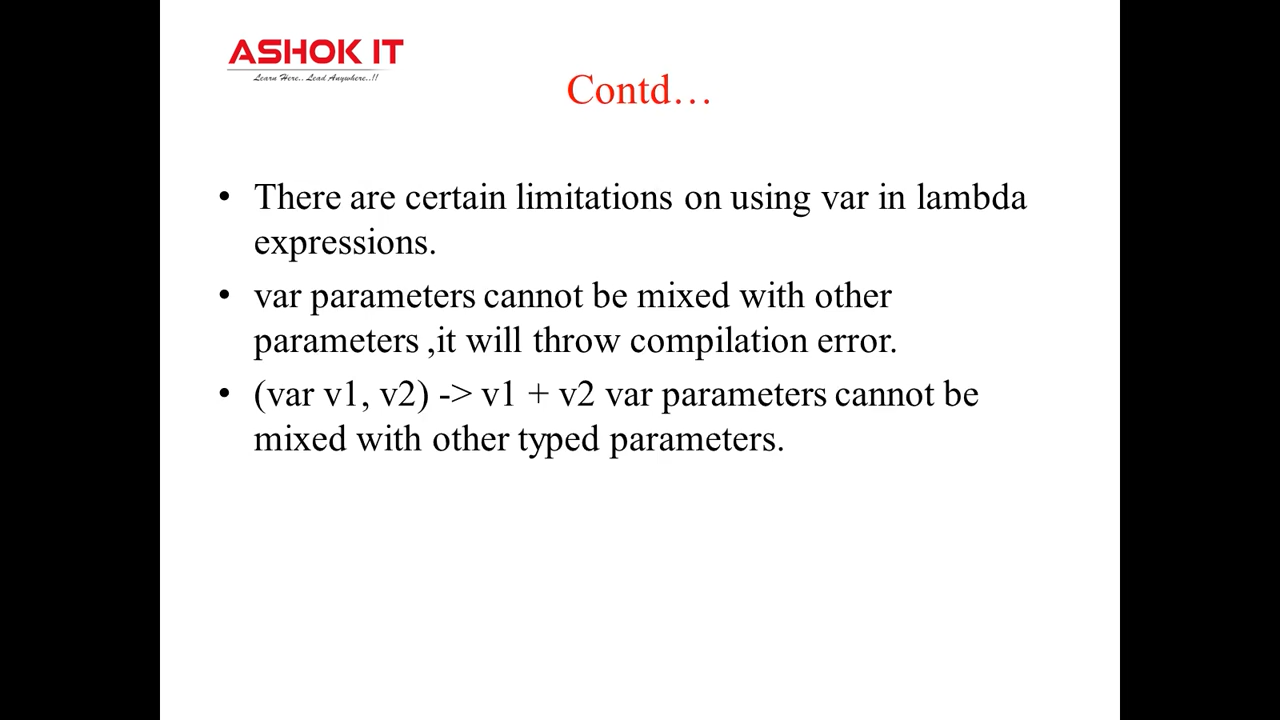 ASHOK IT
Learn Here.. Lead Anywhere..!!
Contd…
• There are certain limitations on using var in lambda
expressions.
• var parameters cannot be mixed with other
parameters ,it will throw compilation error.
• (var v1, v2) -> v1 + v2 var parameters cannot be
mixed with other typed parameters.